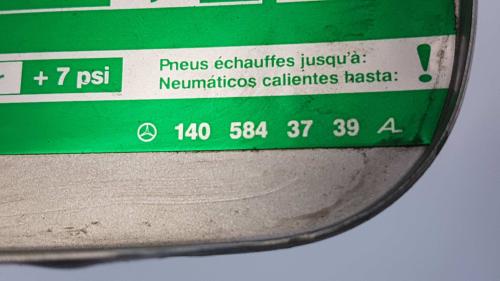 Pneus échauffes jusqu'à:
+ 7 psi
Neumáticos calientes hasta: !
140 584 37 39 A